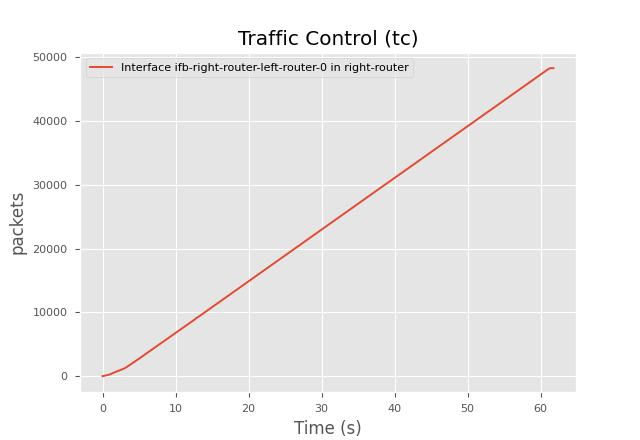 Traffic Control (tc)
Interface ifb-right-router-left-router-0 in right-router
50000
40000
30000
20000
10000
0
packets
0 10 20 30 40 50 60
Time (s)